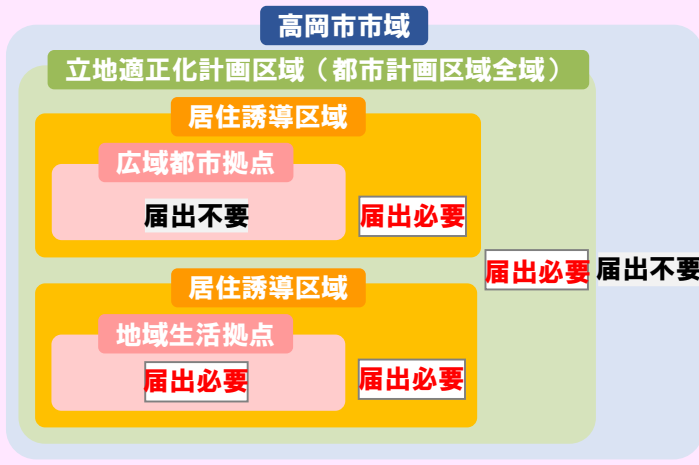 高岡市市域
立地適正化計画区域（都市計画区域全域）
居住誘導区域
広域都市拠点
届出不要
届出必要
届出必要
届出不要
居住誘導区域
地域生活拠点
届出必要
届出必要